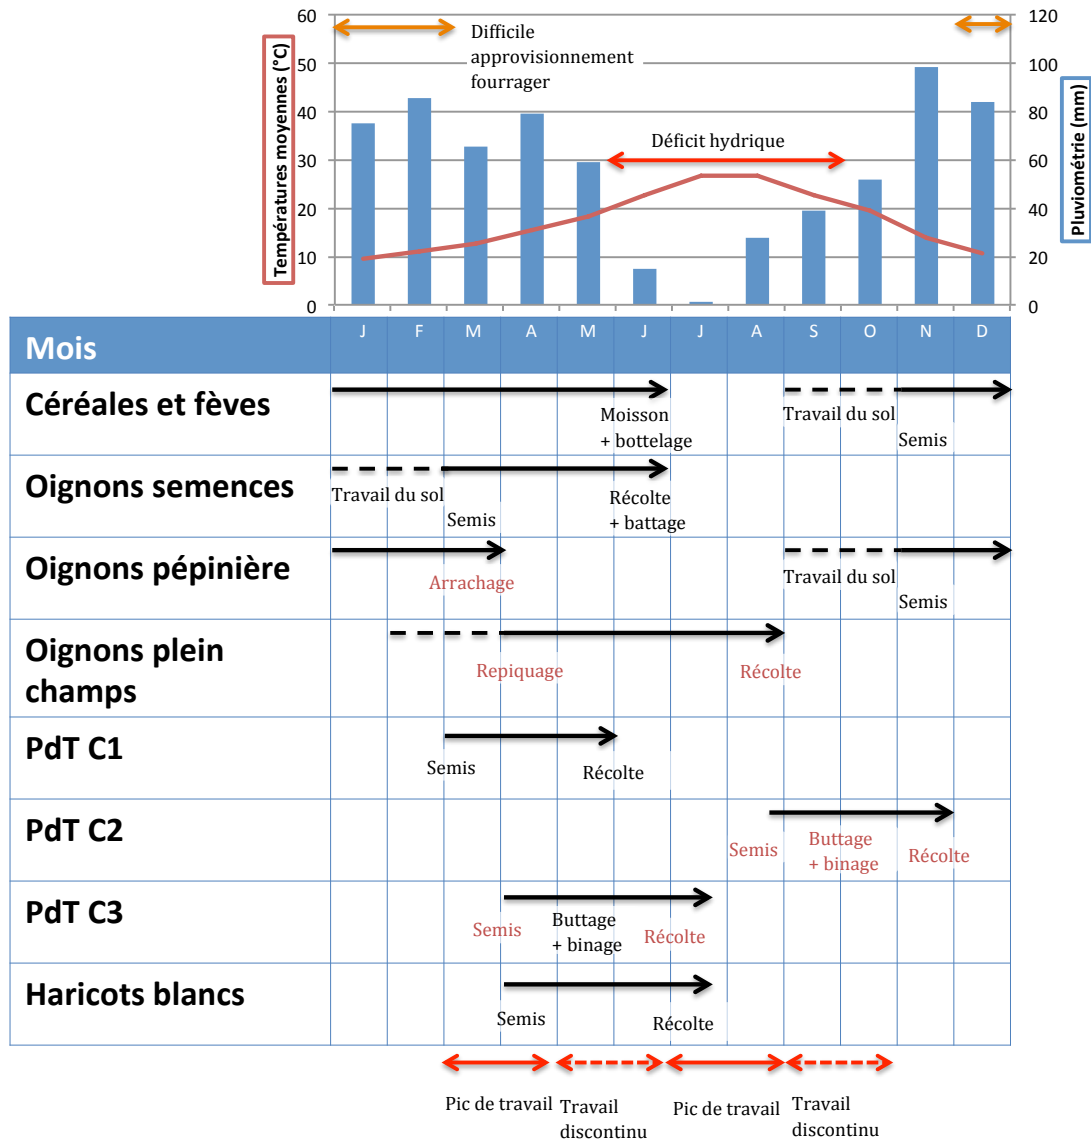 60
50
40
30
20
10
0
Températures moyennes (°C)
120
100
80
60
40
20
0
Pluviométrie (mm)
Difficile
approvisionnement
fourrager
Déficit hydrique
Mois
J F M A M J J A S O N D
Céréales et fèves
Moisson
+ bottelage
Travail du sol
Semis
Oignons semences
Travail du sol
Semis
Récolte
+ battage
Oignons pépinière
Arrachage
Travail du sol
Semis
Oignons plein
champs
Repiquage
Récolte
PdT C1
Semis
Récolte
PdT C2
Semis
Buttage
+ binage
Récolte
PdT C3
Semis
Buttage
+ binage
Récolte
Haricots blancs
Semis
Récolte
Pic de travail
Travail
discontinu
Pic de travail
Travail
discontinu